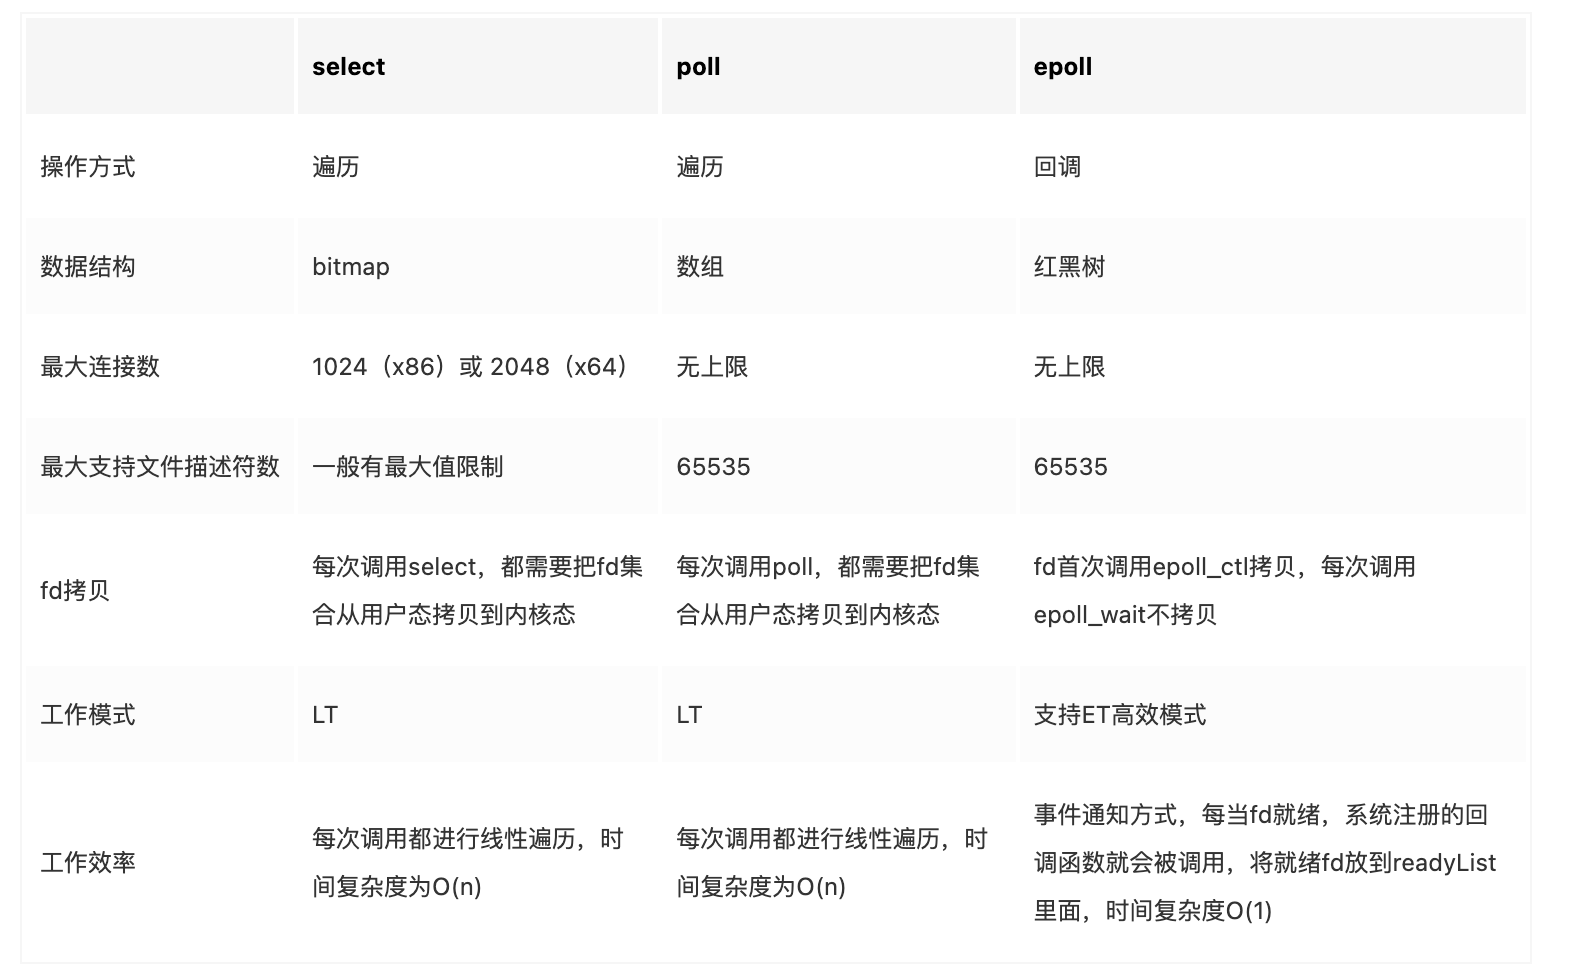 select poll epoll
操作方式 遍历 遍历 回调
数据结构 bitmap 数组 红黑树
最大连接数 1024（x86）或 2048（x64） 无上限 无上限
最大支持文件描述符数 一般有最大值限制 65535 65535
fd拷贝
每次调用select，都需要把fd集
合从用户态拷贝到内核态
每次调用poll，都需要把fd集
合从用户态拷贝到内核态
fd首次调用epoll_ctl拷贝，每次调用
epoll_wait不拷贝
工作模式 LT LT 支持ET高效模式
工作效率
每次调用都进行线性遍历，时
间复杂度为O(n)
每次调用都进行线性遍历，时
间复杂度为O(n)
事件通知方式，每当fd就绪，系统注册的回
调函数就会被调用，将就绪fd放到readyList
里面，时间复杂度O(1)